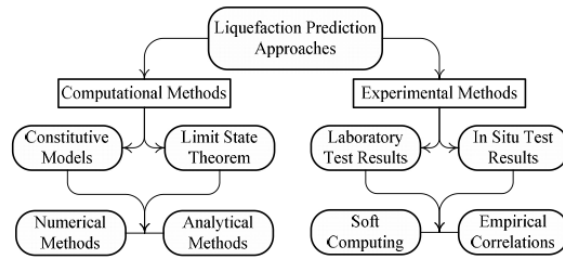 Liquefaction Prediction
Approaches
Computational Methods
Experimental Methods
Constitutive
Models
Limit State
Theorem
Laboratory
Test Results
In Situ Test
Results
Numerical
Methods
Analytical
Methods
Soft
Computing
Empirical
Correlations